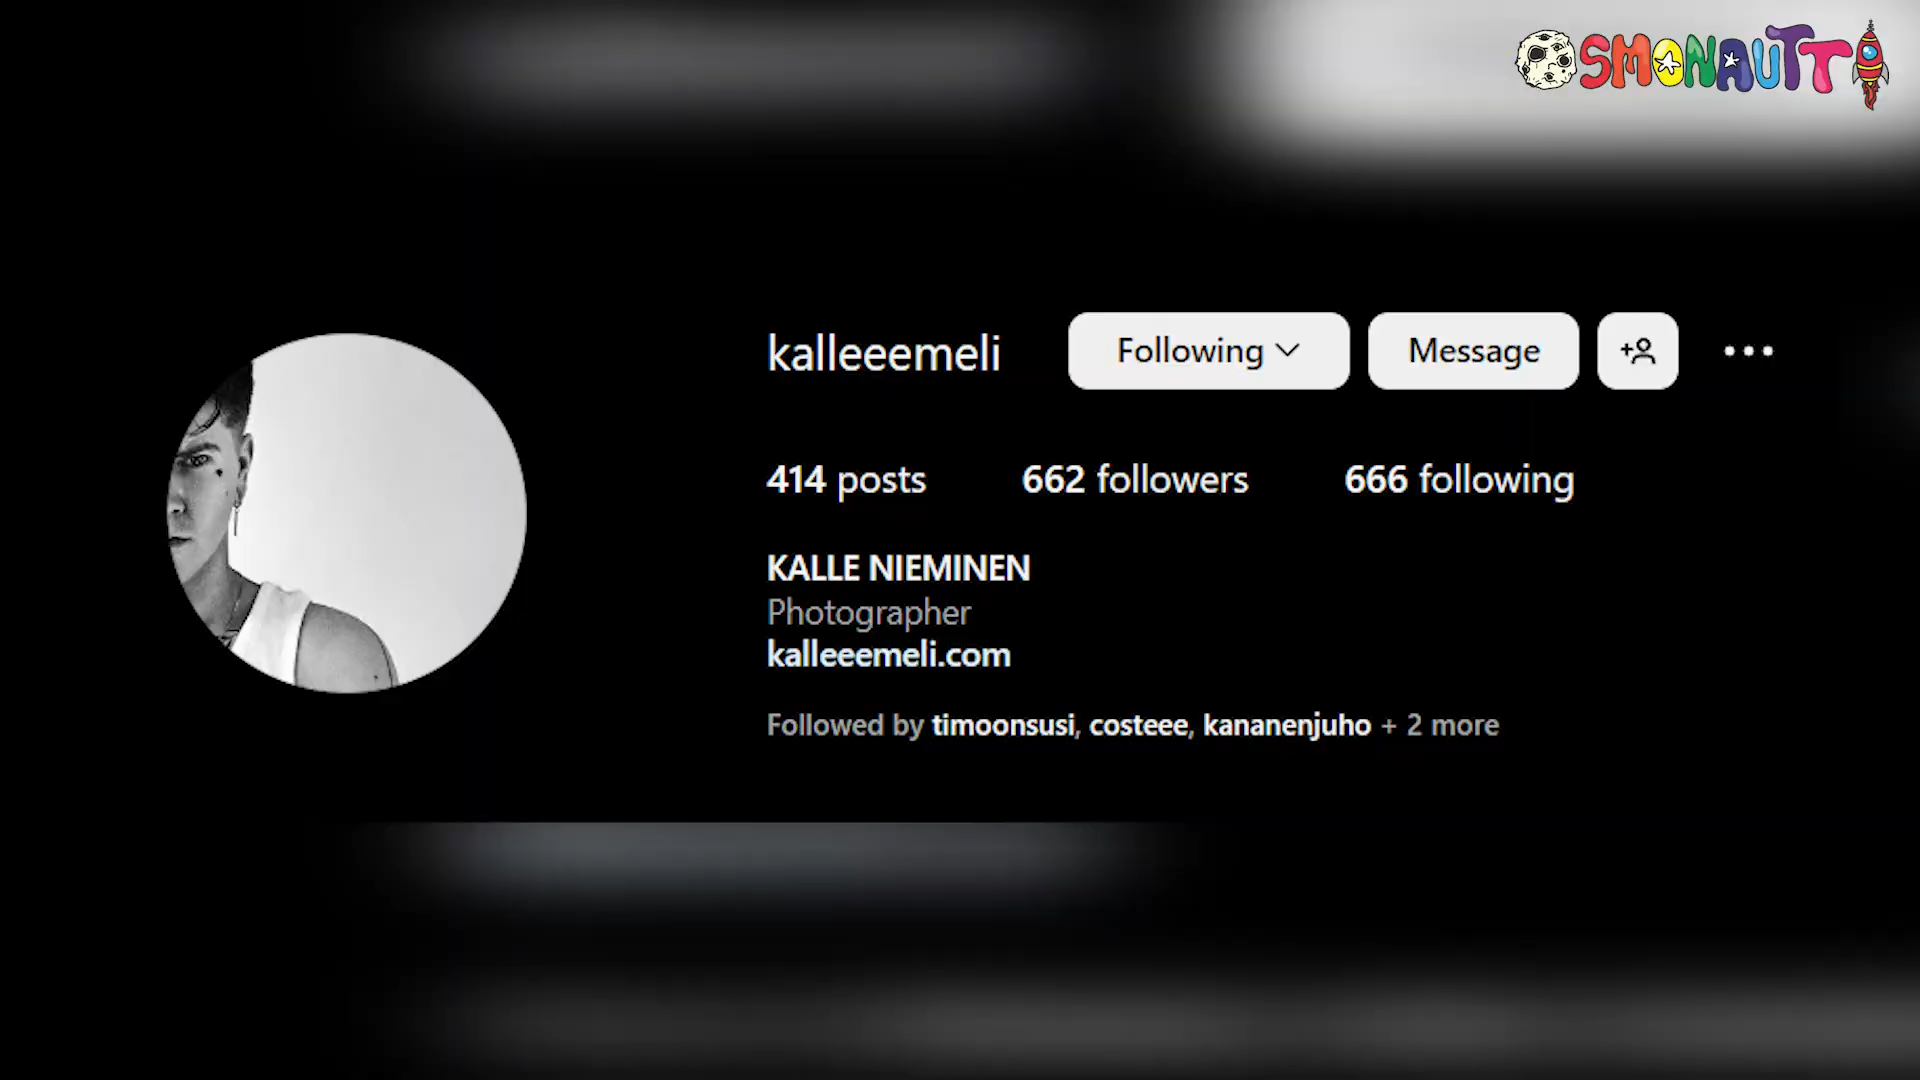 OSMONAUTTI
kalleeemeli Following Message
414 posts 662 followers 666 following
KALLE NIEMINEN
Photographer
kalleeemeli.com
Followed by timoonsusi, costeee, kananenjuho + 2 more